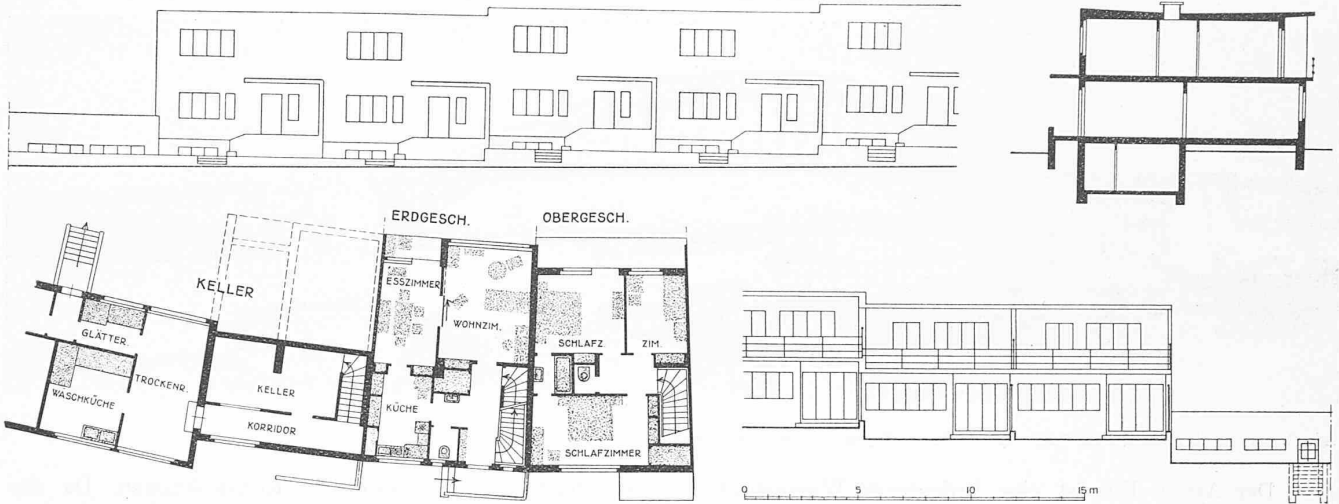 ERDGESCH.
OBERGESCH.
KELLER
ESSZIMMER
WOHNZIM.
SCHLAFZ.
ZIM.
GLÄTTER.
TROCKENR.
WASCHKÜCHE
KELLER
KORRIDOR
KÜCHE
SCHLAFZIMMER
0 5 10 15 m